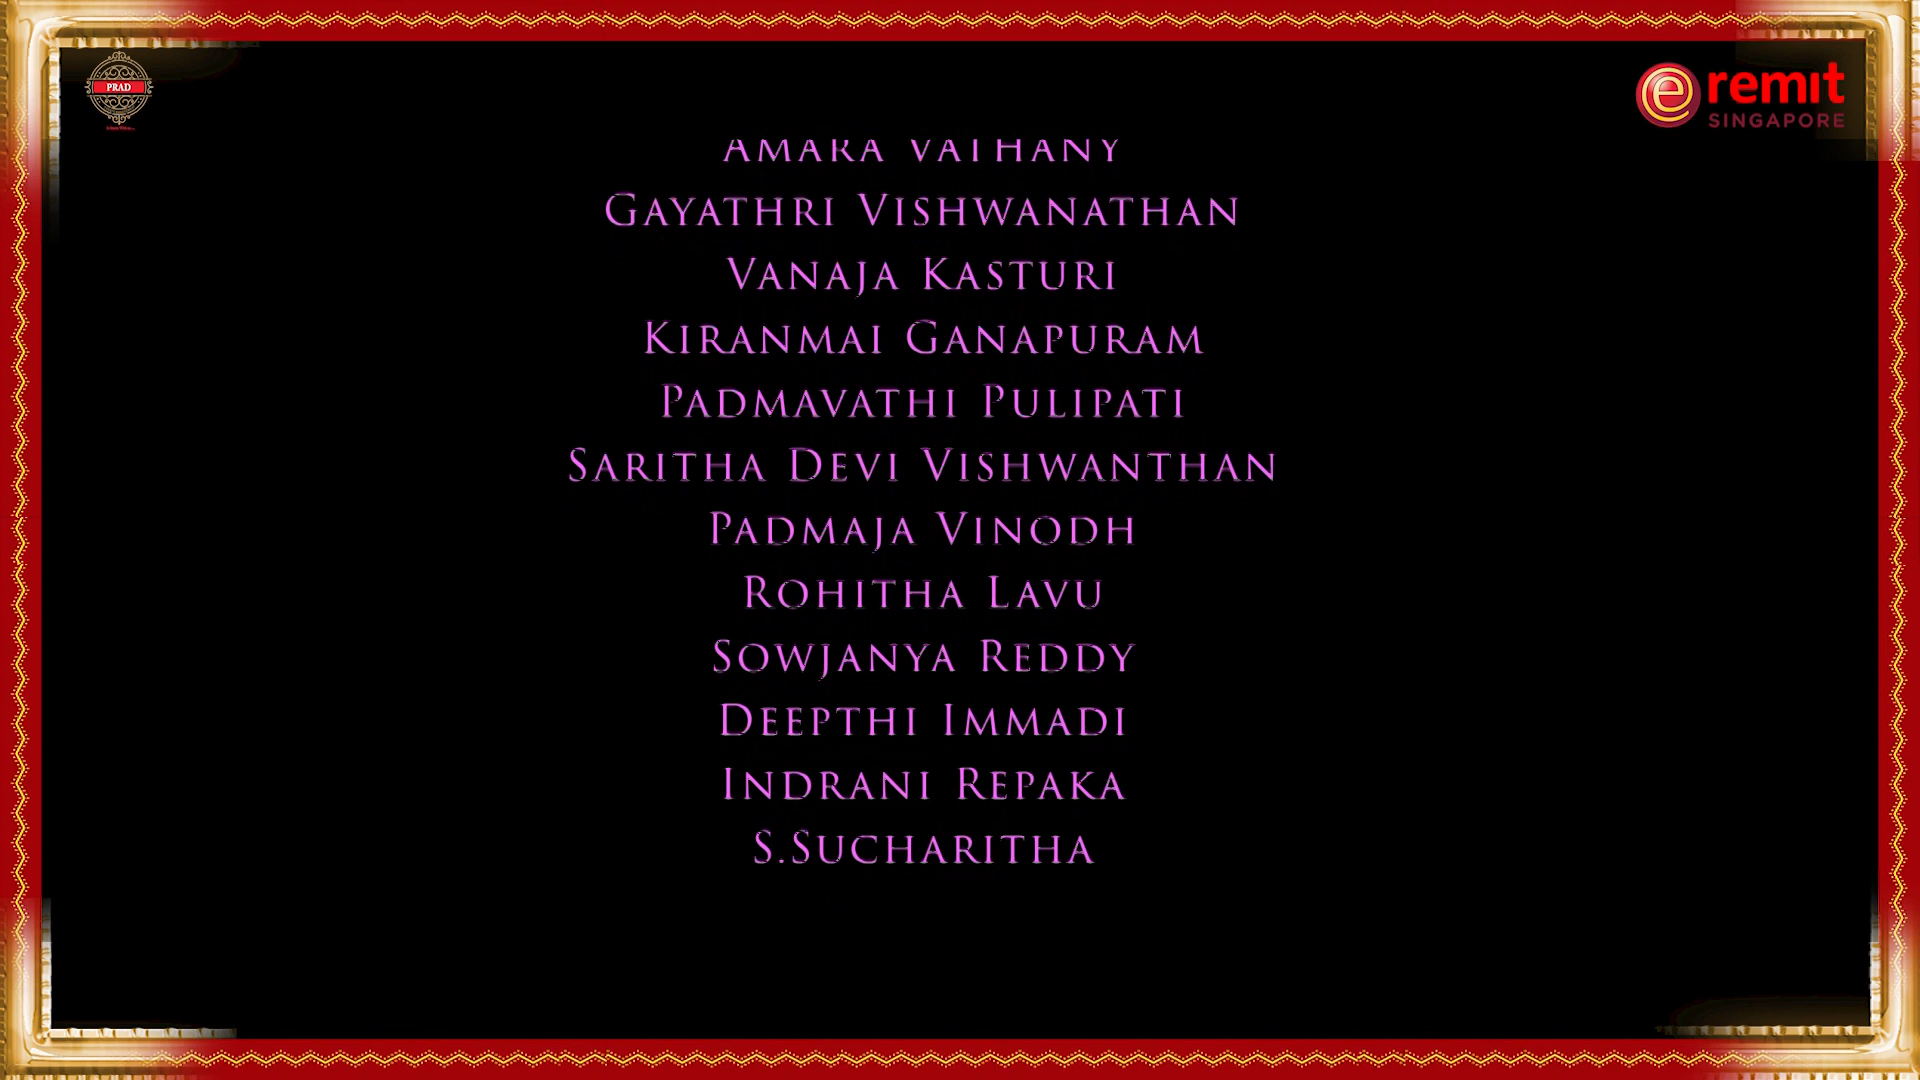 PRAD
remit
SINGAPORE
Gayathri Vishwanathan
Vanaja Kasturi
Kiranmai Ganapuram
Padmavathi Pulipati
Saritha Devi Vishwanthan
Padmaja Vinodh
Rohitha Lavu
Sowjanya Reddy
Deepthi Immadi
Indrani Repaka
S.Sucharitha